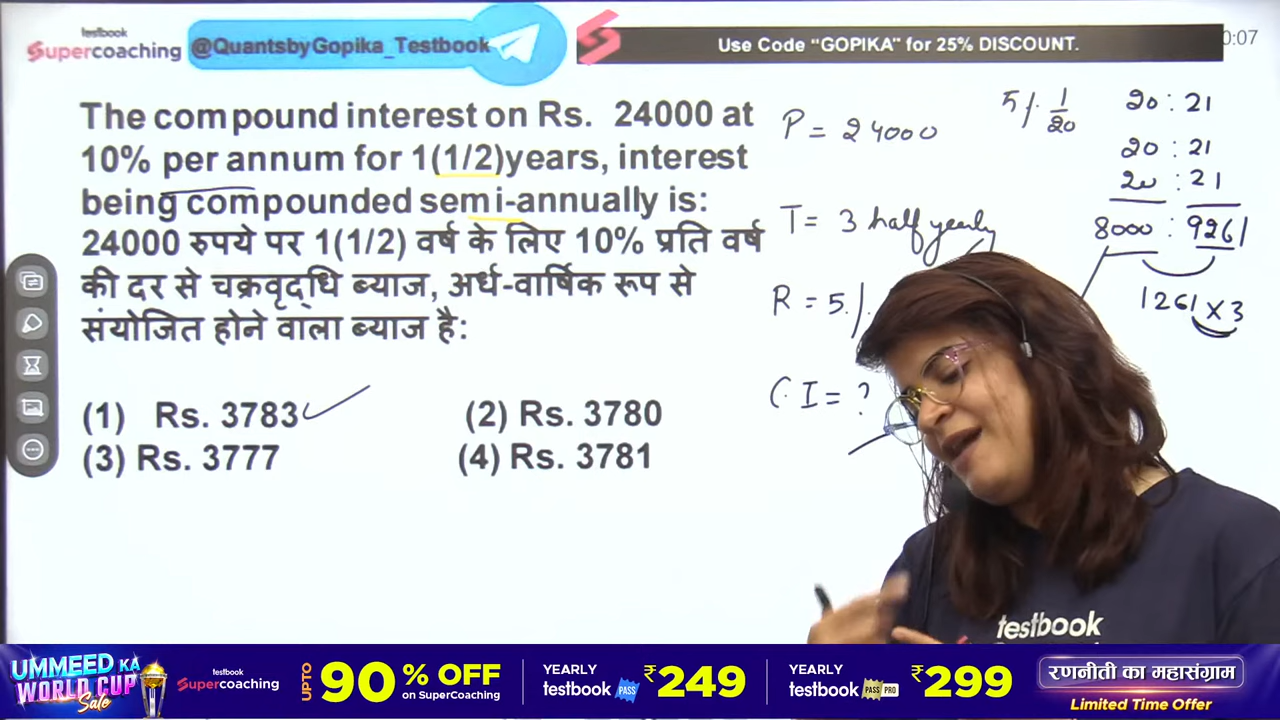 testbook
Supercoaching
@QuantsbyGopika_Testbook
Use Code “GOPIKA” for 25% DISCOUNT.
0:07
The compound interest on Rs. 24000 at
10% per annum for 1(1/2)years, interest
being compounded semi-annually is:
24000 रुपये पर 1(1/2) वर्ष के लिए 10% प्रति वर्ष
की दर से चक्रवृद्धि ब्याज, अर्ध-वार्षिक रूप से
संयोजित होने वाला ब्याज है:
(1) Rs. 3783
(2) Rs. 3780
(3) Rs. 3777
(4) Rs. 3781
P = 24000
T = 3 half yearly
R = 5%
C.I = ?
5% 1/20
20 : 21
20 : 21
20 : 21
8000 : 9261
1261 x 3
testbook
UMMEED KA
WORLD CUP
Sale
testbook
Supercoaching
UPTO 90% OFF
on SuperCoaching
YEARLY
testbook PASS
₹249
YEARLY
testbook PASS PRO
₹299
रणनीती का महासंग्राम
Limited Time Offer